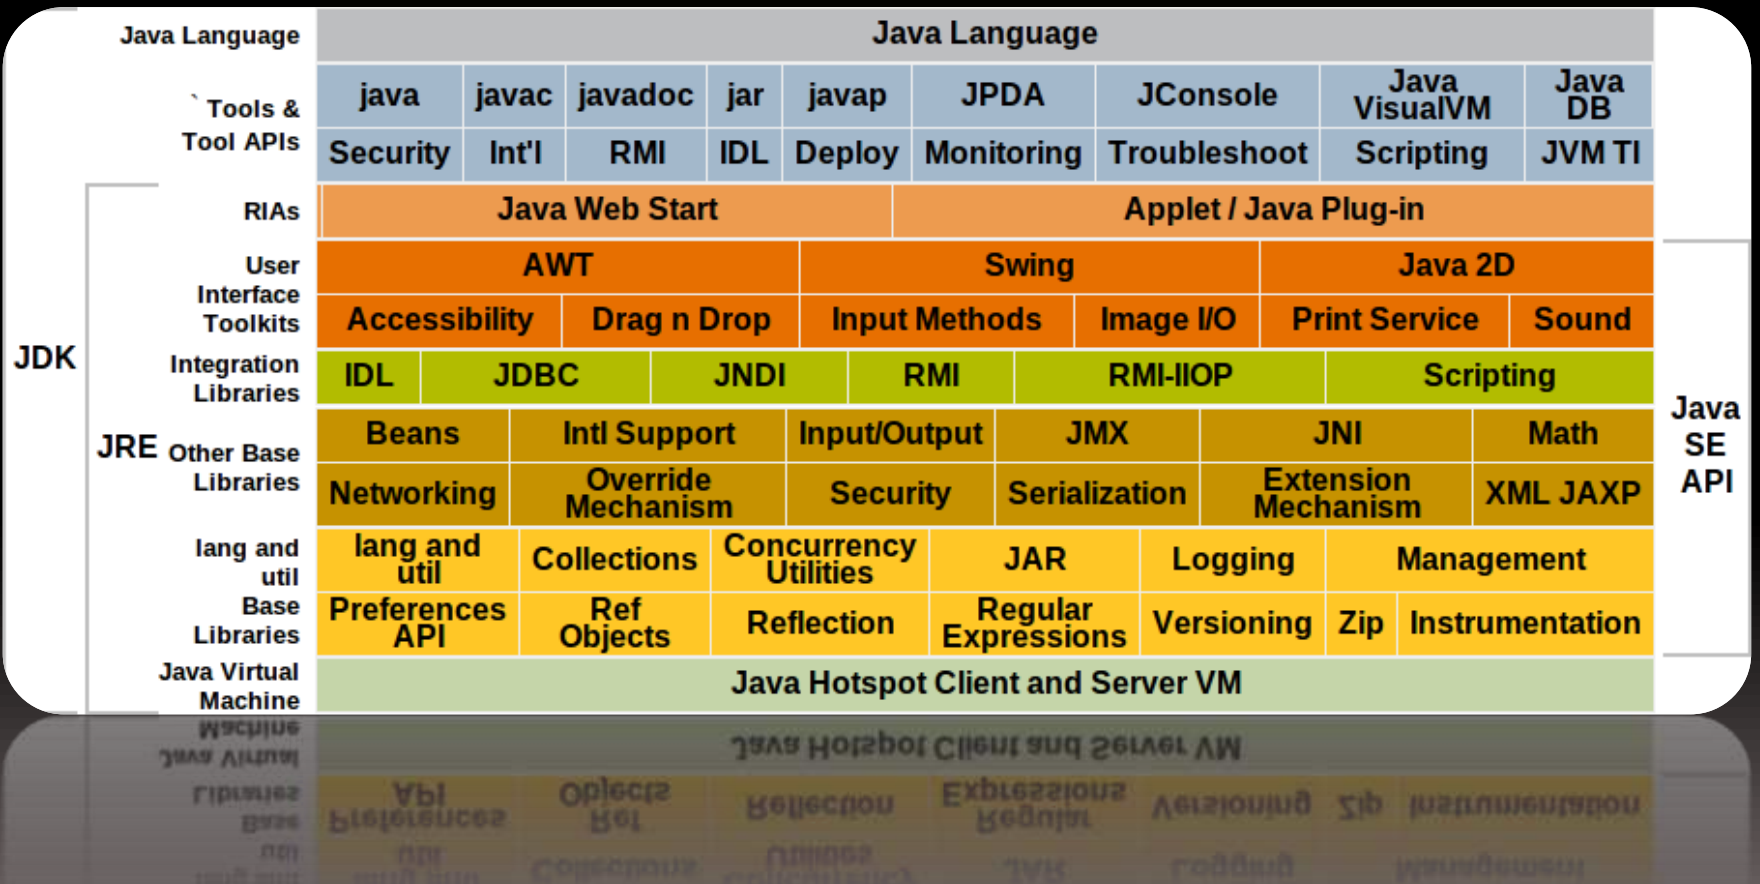 Java Language
Java Language
` Tools &
Tool APIs
java javac javadoc jar javap JPDA JConsole Java VisualVM Java DB
Security Int'l RMI IDL Deploy Monitoring Troubleshoot Scripting JVM TI
RIAs
Java Web Start Applet / Java Plug-in
User
Interface
Toolkits
AWT Swing Java 2D
Accessibility Drag n Drop Input Methods Image I/O Print Service Sound
JDK
Integration
Libraries
IDL JDBC JNDI RMI RMI-IIOP Scripting
JRE
Other Base
Libraries
Beans Intl Support Input/Output JMX JNI Math
Networking Override Mechanism Security Serialization Extension Mechanism XML JAXP
Java
SE
API
lang and
util
Base
Libraries
lang and util Collections Concurrency Utilities JAR Logging Management
Preferences API Ref Objects Reflection Regular Expressions Versioning Zip Instrumentation
Java Virtual
Machine
Java Hotspot Client and Server VM